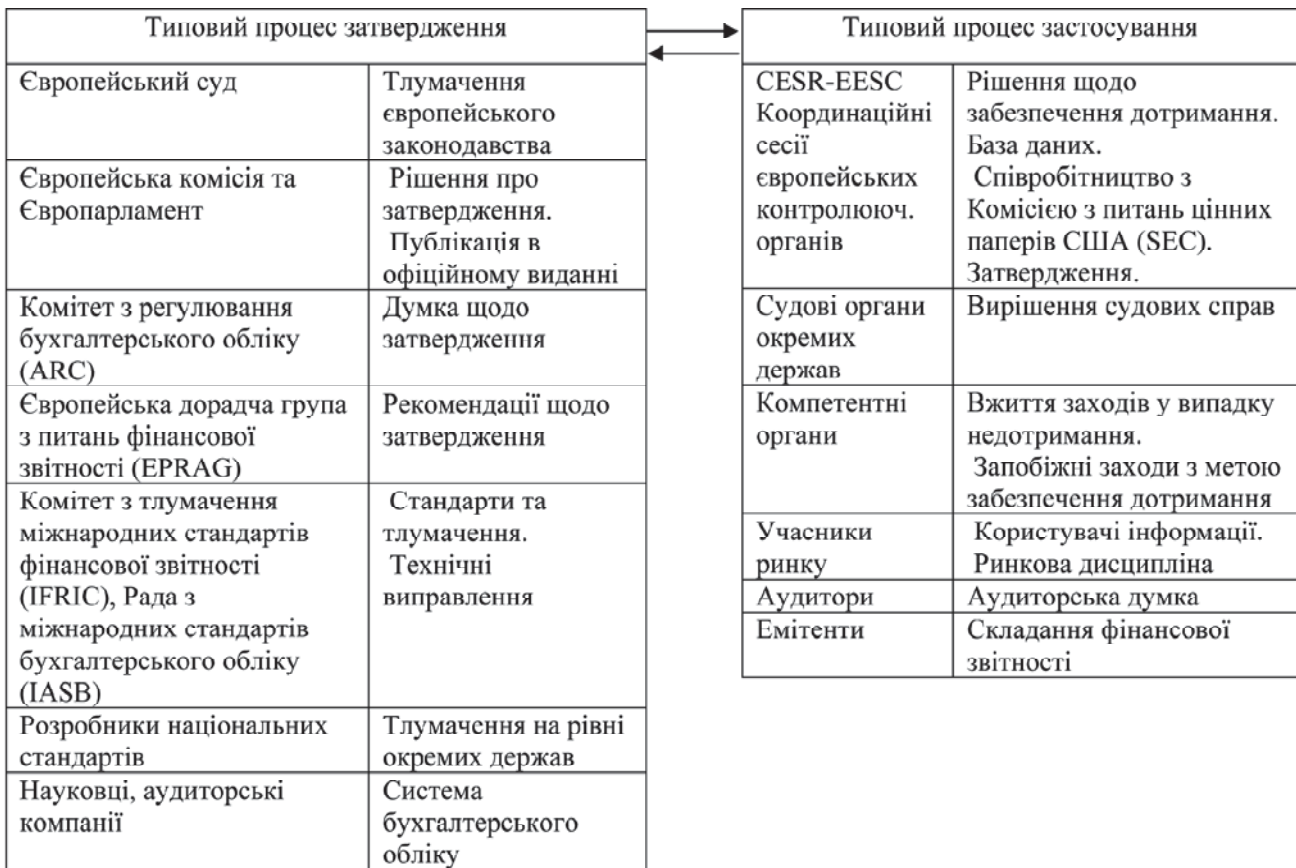 Типовий процес затвердження
Європейський суд
Тлумачення
європейського
законодавства
Європейська комісія та
Європарламент
Рішення про
затвердження.
Публікація в
офіційному виданні
Комітет з регулювання
бухгалтерського обліку
(ARC)
Думка щодо
затвердження
Європейська дорадча група
з питань фінансової
звітності (EPRAG)
Рекомендації щодо
затвердження
Комітет з тлумачення
міжнародних стандартів
фінансової звітності
(IFRIC), Рада з
міжнародних стандартів
бухгалтерського обліку
(IASB)
Стандарти та
тлумачення.
Технічні
виправлення
Розробники національних
стандартів
Тлумачення на рівні
окремих держав
Науковці, аудиторські
компанії
Система
бухгалтерського
обліку
Типовий процес застосування
CESR-EESC
Координаційні
сесії
європейських
контролююч.
органів
Рішення щодо
забезпечення дотримання.
База даних.
Співробітництво з
Комісією з питань цінних
паперів США (SEC).
Затвердження.
Судові органи
окремих
держав
Вирішення судових справ
Компетентні
органи
Вжиття заходів у випадку
недотримання.
Запобіжні заходи з метою
забезпечення дотримання
Учасники
ринку
Користувачі інформації.
Ринкова дисципліна
Аудитори
Аудиторська думка
Емітенти
Складання фінансової
звітності